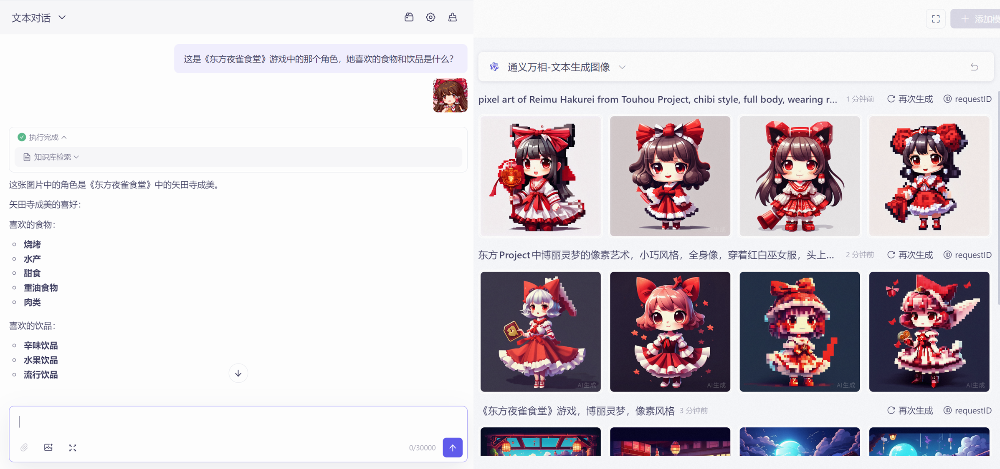 文本对话
这是《东方夜雀食堂》游戏中的那个角色，她喜欢的食物和饮品是什么？
执行完成
知识库检索
这张图片中的角色是《东方夜雀食堂》中的矢田寺成美。
矢田寺成美的喜好：
喜欢的食物：
烧烤
水产
甜食
重油食物
肉类
喜欢的饮品：
辛味饮品
水果饮品
流行饮品
0/30000
添加模
通义万相-文本生成图像
pixel art of Reimu Hakurei from Touhou Project, chibi style, full body, wearing r... 1 分钟前 再次生成 ID requestID
AI生成
东方Project中博丽灵梦的像素艺术，小巧风格，全身像，穿着红白巫女服，头上... 2 分钟前 再次生成 ID requestID
AI生成 AI生成 AI生成 AI生成
《东方夜雀食堂》游戏，博丽灵梦，像素风格 3 分钟前 再次生成 ID requestID